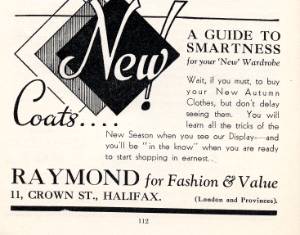 New!
Coats....
A GUIDE TO
SMARTNESS
for your 'New' Wardrobe
Wait, if you must, to buy
your New Autumn
Clothes, but don't delay
seeing them. You will
learn all the tricks of the
New Season when you see our Display— and
you'll be "in the know" when you are ready
to start shopping in earnest..
RAYMOND for Fashion & Value
11, CROWN ST., HALIFAX. (London and Provinces).
112